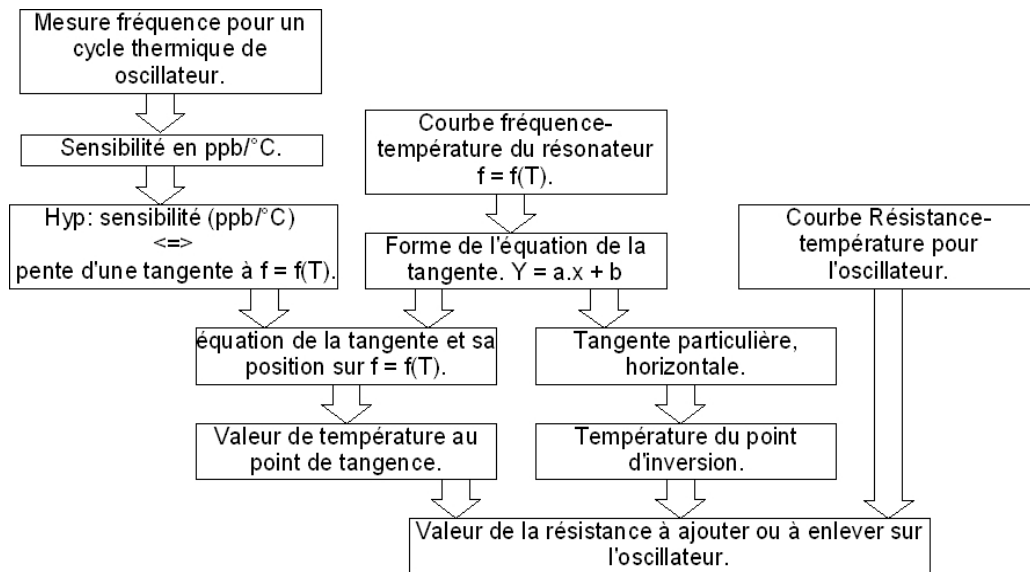 Mesure fréquence pour un
cycle thermique de
oscillateur.
Sensibilité en ppb/°C.
Courbe fréquence-
température du résonateur
f = f(T).
Hyp: sensibilité (ppb/°C)
<=>
pente d'une tangente à f = f(T).
Forme de l'équation de la
tangente. Y = a.x + b
Courbe Résistance-
température pour
l'oscillateur.
équation de la tangente et sa
position sur f = f(T).
Tangente particulière,
horizontale.
Valeur de température au
point de tangence.
Température du point
d'inversion.
Valeur de la résistance à ajouter ou à enlever sur
l'oscillateur.